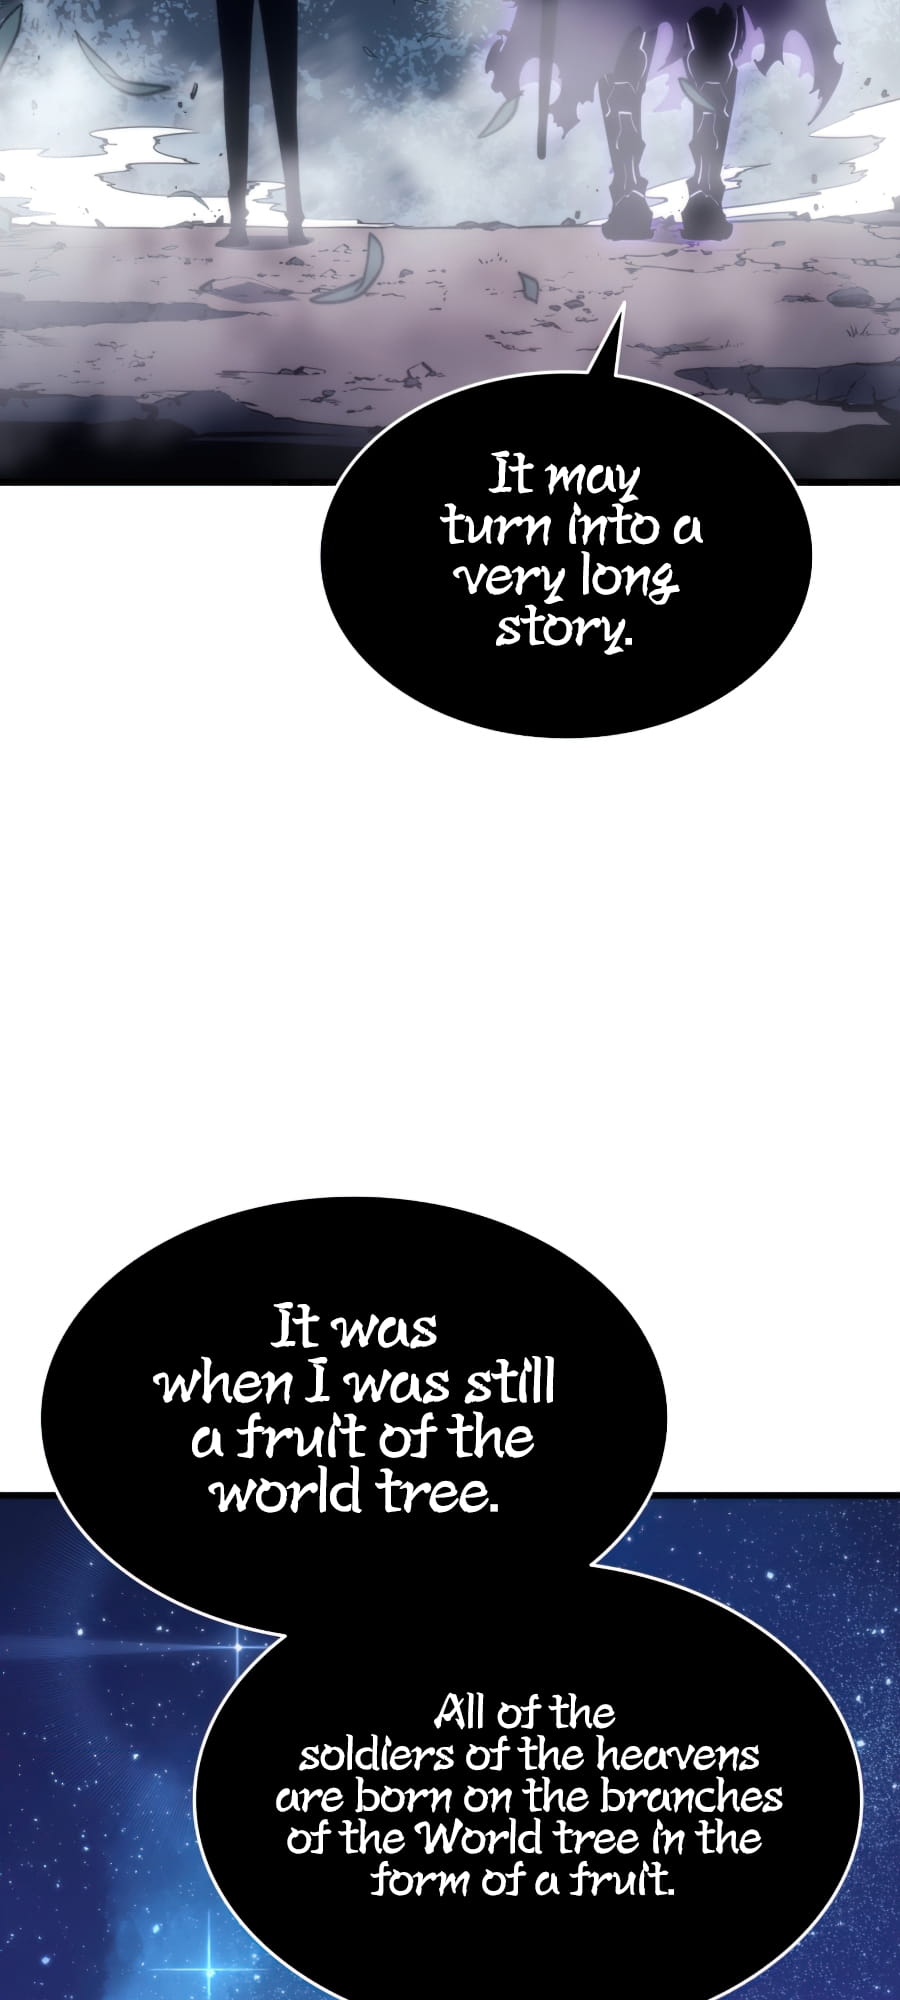 It may
turn into a
very long
story.
It was
when I was still
a fruit of the
world tree.
All of the
soldiers of the heavens
are born on the branches
of the World tree in the
form of a fruit.